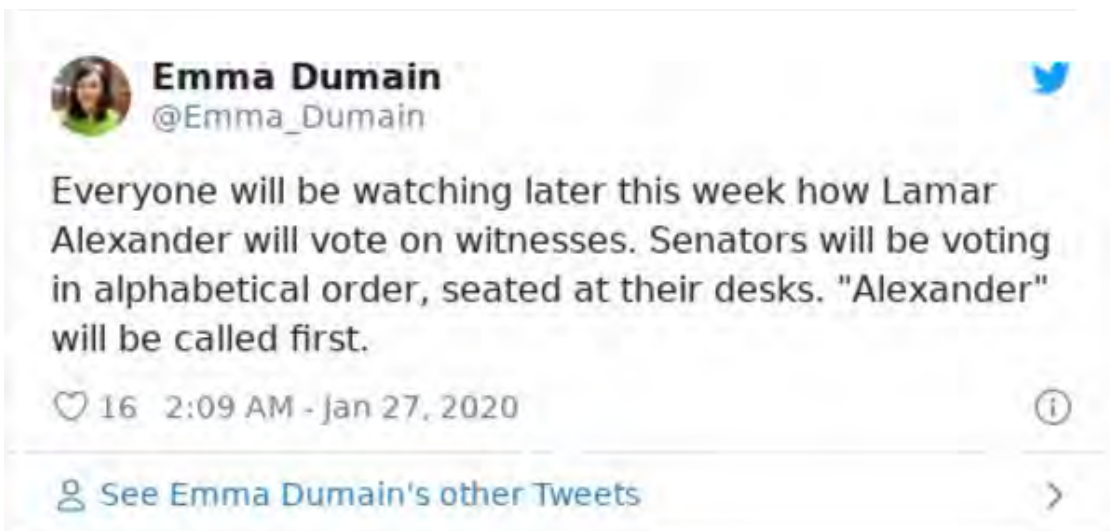 Emma Dumain
@Emma_Dumain
Everyone will be watching later this week how Lamar
Alexander will vote on witnesses. Senators will be voting
in alphabetical order, seated at their desks. "Alexander"
will be called first.
16 2:09 AM - Jan 27, 2020
See Emma Dumain's other Tweets